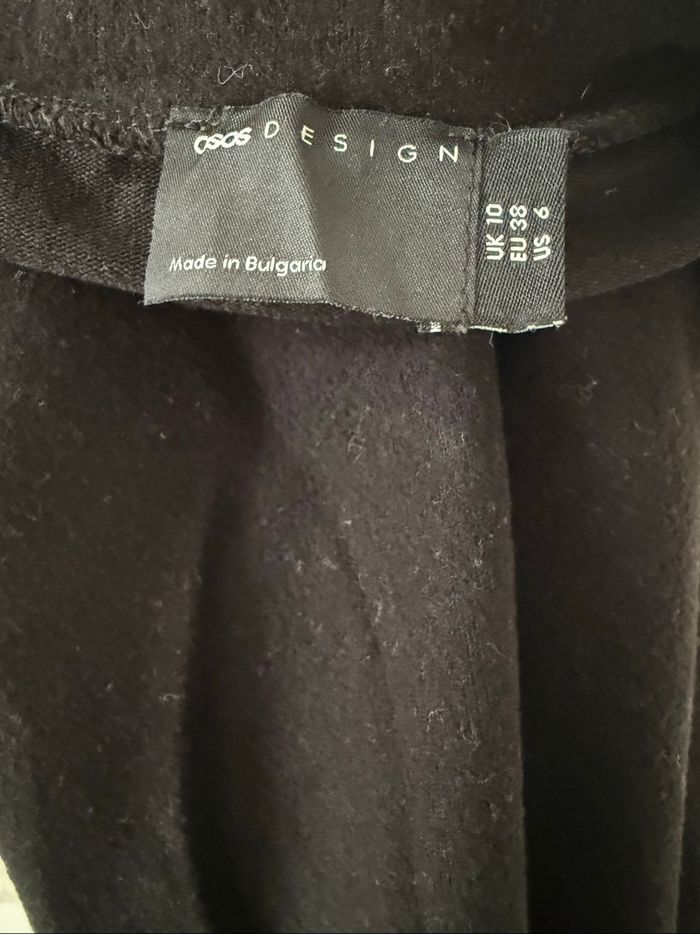 asos DESIGN
Made in Bulgaria
UK 10
EU 38
US 6